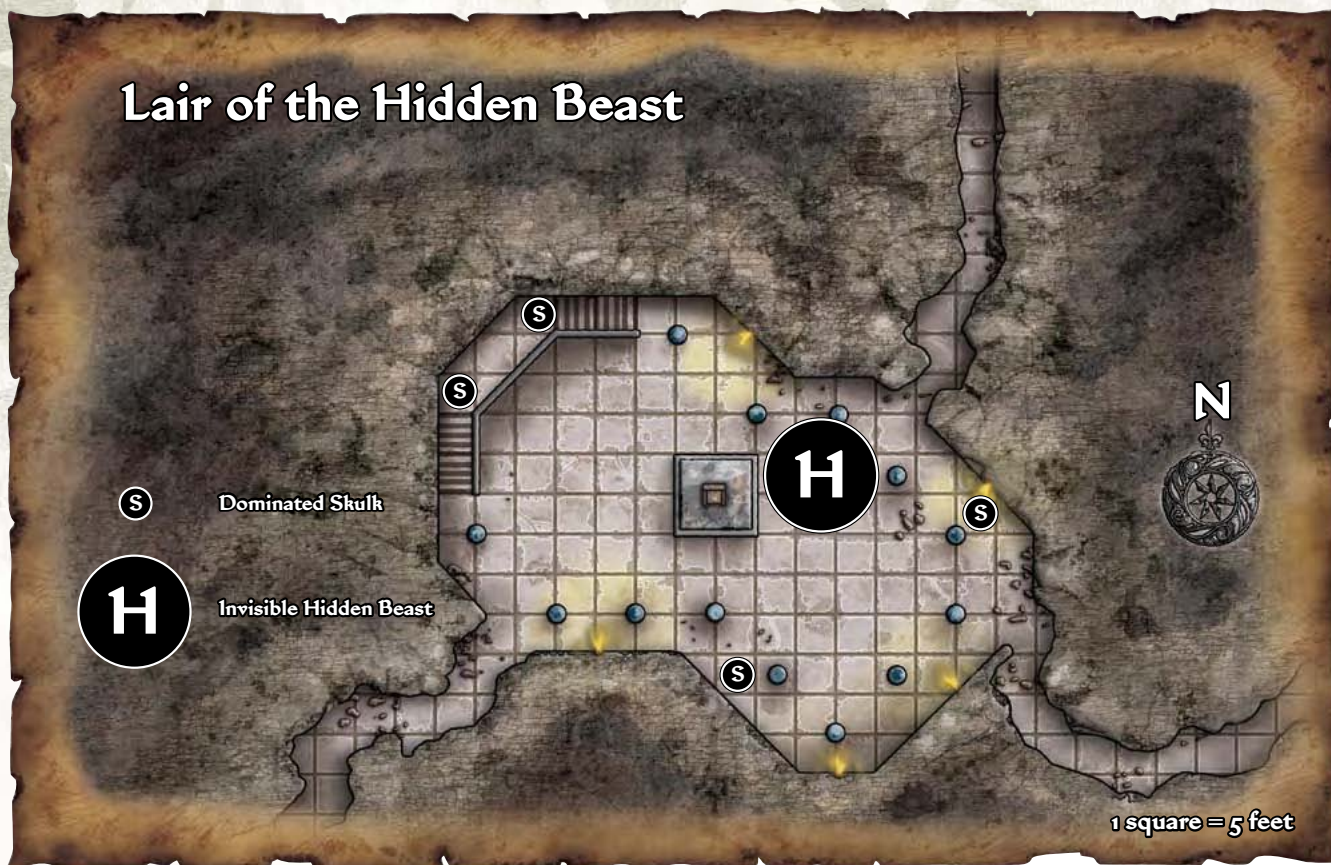 Lair of the Hidden Beast
S
S
H
N
S
S Dominated Skulk
H Invisible Hidden Beast
S
1 square = 5 feet